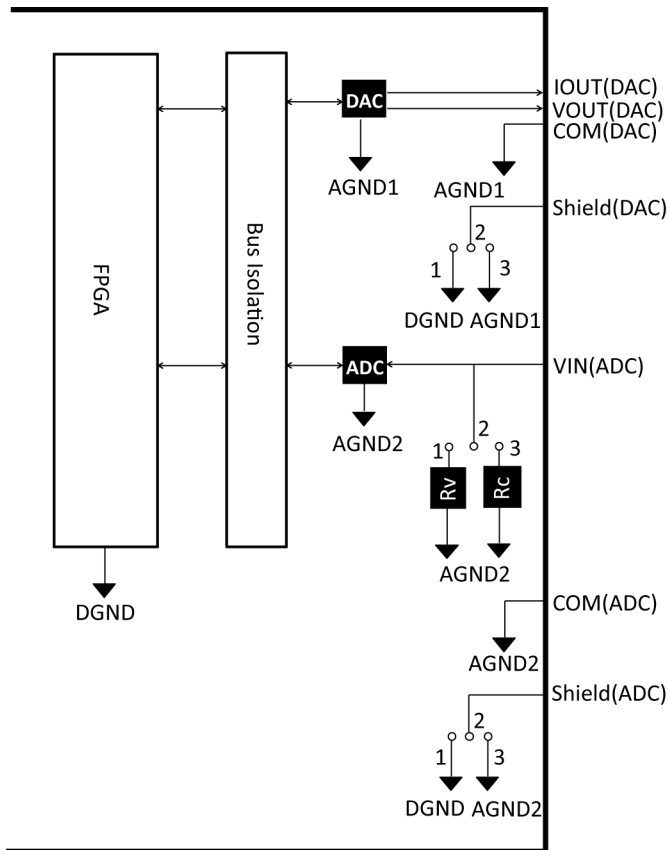 IOUT(DAC)
DAC
VOUT(DAC)
COM(DAC)
AGND1
AGND1
Shield(DAC)
2
1
3
DGND
AGND1
FPGA
Bus Isolation
ADC
VIN(ADC)
AGND2
2
1
3
Rv
Rc
AGND2
DGND
COM(ADC)
AGND2
Shield(ADC)
2
1
3
DGND
AGND2